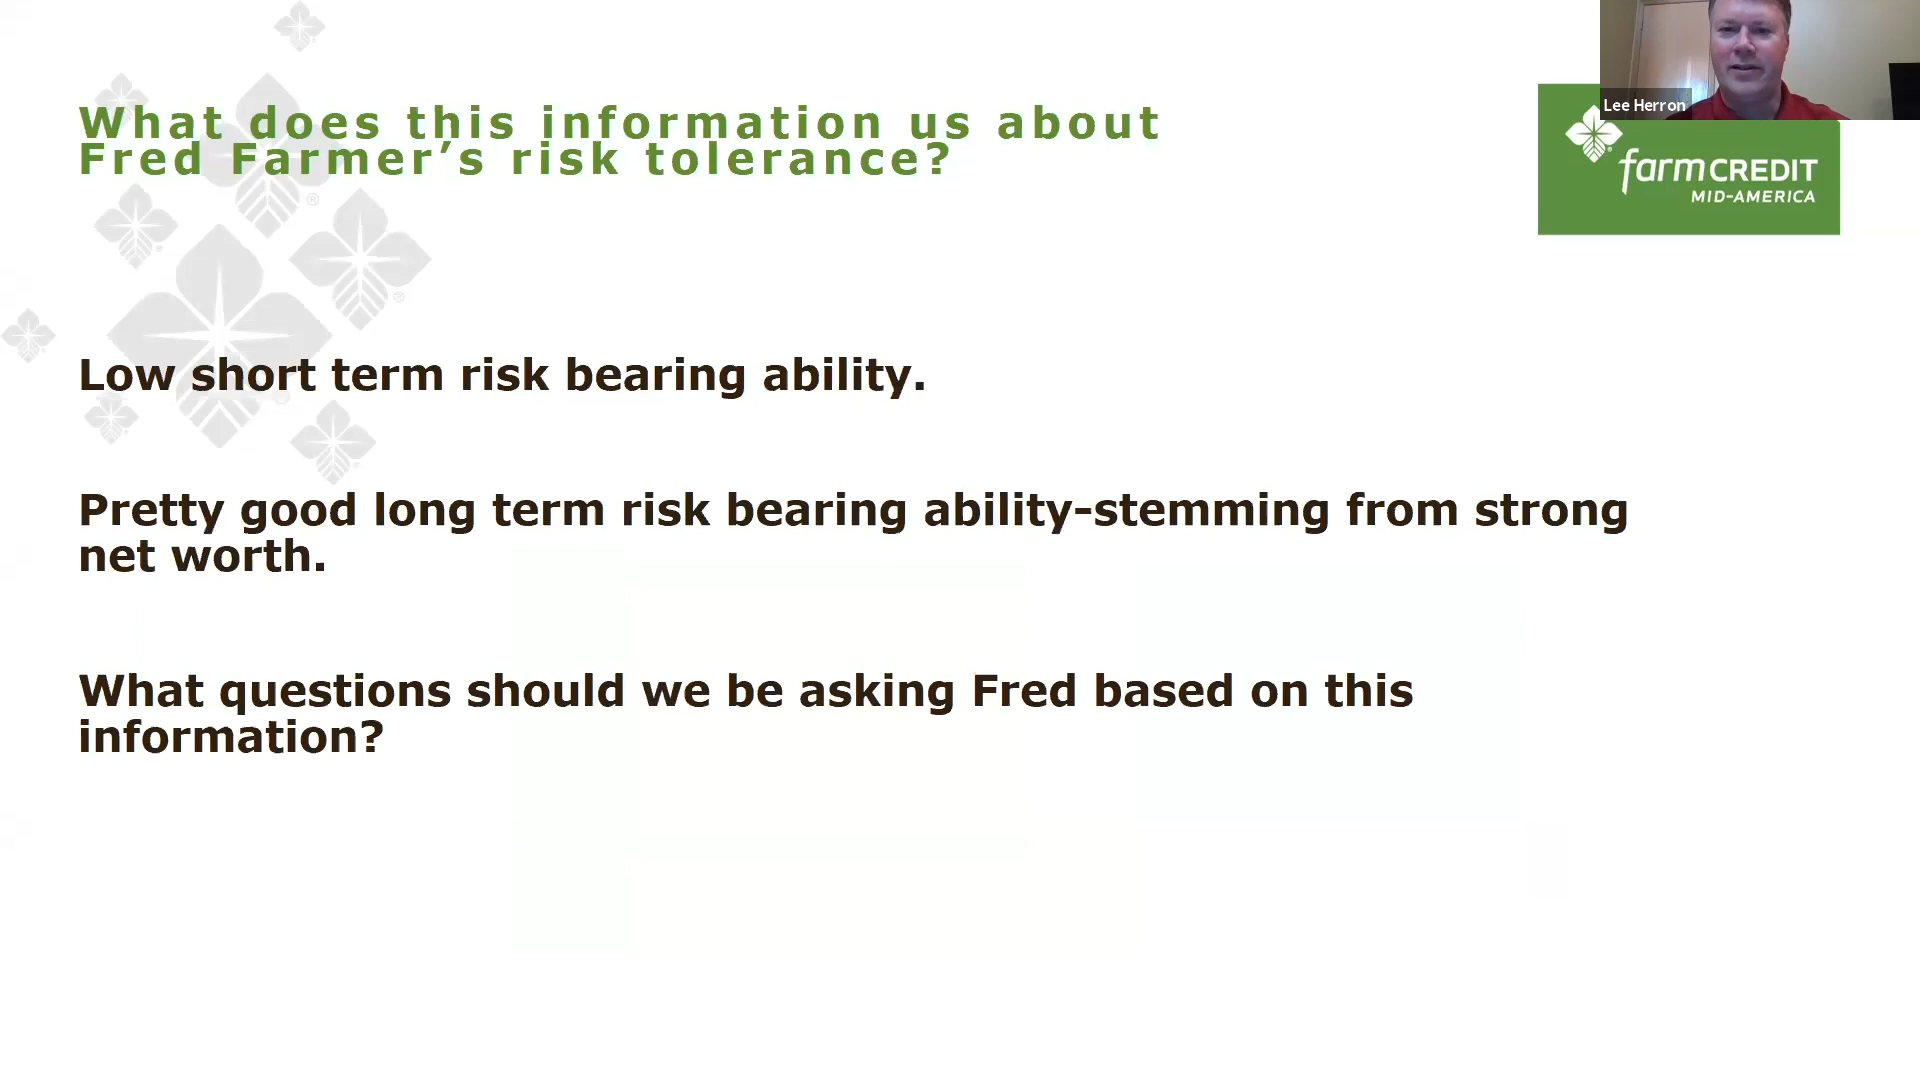 What does this information us about
Fred Farmer’s risk tolerance?
Lee Herron
farmCREDIT
MID-AMERICA
Low short term risk bearing ability.
Pretty good long term risk bearing ability-stemming from strong
net worth.
What questions should we be asking Fred based on this
information?